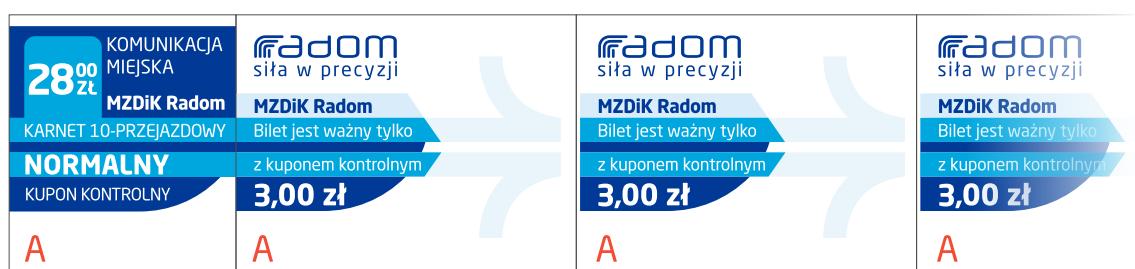 28 00 ZŁ
KOMUNIKACJA
MIEJSKA
MZDiK Radom
KARNET 10-PRZEJAZDOWY
NORMALNY
KUPON KONTROLNY
A
radom
siła w precyzji
MZDiK Radom
Bilet jest ważny tylko
z kuponem kontrolnym
3,00 zł
A
radom
siła w precyzji
MZDiK Radom
Bilet jest ważny tylko
z kuponem kontrolnym
3,00 zł
A
radom
siła w precyzji
MZDiK Radom
Bilet jest ważny tylko
z kuponem kontrolnym
3,00 zł
A